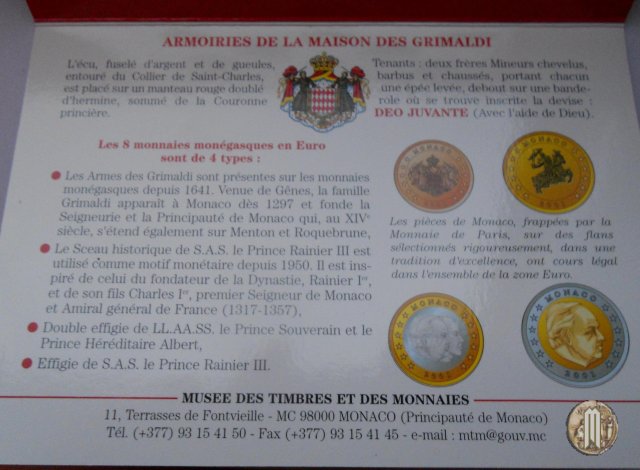 ARMOIRIES DE LA MAISON DES GRIMALDI
L'écu, fuselé d'argent et de gueules,
entouré du Collier de Saint-Charles,
est placé sur un manteau rouge doublé
d'hermine, sommé de la Couronne
princière.
Tenants : deux frères Mineurs chevelus,
barbus et chaussés, portant chacun
une épée levée, debout sur une bande-
role où se trouve inscrite la devise :
DEO JUVANTE (Avec l'aide de Dieu).
Les 8 monnaies monégasques en Euro
sont de 4 types :
• Les Armes des Grimaldi sont présentes sur les monnaies
monégasques depuis 1641. Venue de Gênes, la famille
Grimaldi apparaît à Monaco dès 1297 et fonde la
Seigneurie et la Principauté de Monaco qui, au XIVe
siècle, s'étend également sur Menton et Roquebrune,
• Le Sceau historique de S.A.S. le Prince Rainier III est
utilisé comme motif monétaire depuis 1950. Il est ins-
piré de celui du fondateur de la Dynastie, Rainier Ier,
et de son fils Charles Ier, premier Seigneur de Monaco
et Amiral général de France (1317-1357),
• Double effigie de LL.AA.SS. le Prince Souverain et le
Prince Héréditaire Albert,
• Effigie de S.A.S. le Prince Rainier III.
MONACO
MONACO
2001
Les pièces de Monaco, frappées par la
Monnaie de Paris, sur des flans
sélectionnés rigoureusement, dans une
tradition d'excellence, ont cours légal
dans l'ensemble de la zone Euro.
MONACO
2001
MONACO
2001
MUSEE DES TIMBRES ET DES MONNAIES
11, Terrasses de Fontvieille - MC 98000 MONACO (Principauté de Monaco)
Tél. (+377) 93 15 41 50 - Fax (+377) 93 15 41 45 - e-mail : mtm@gouv.mc